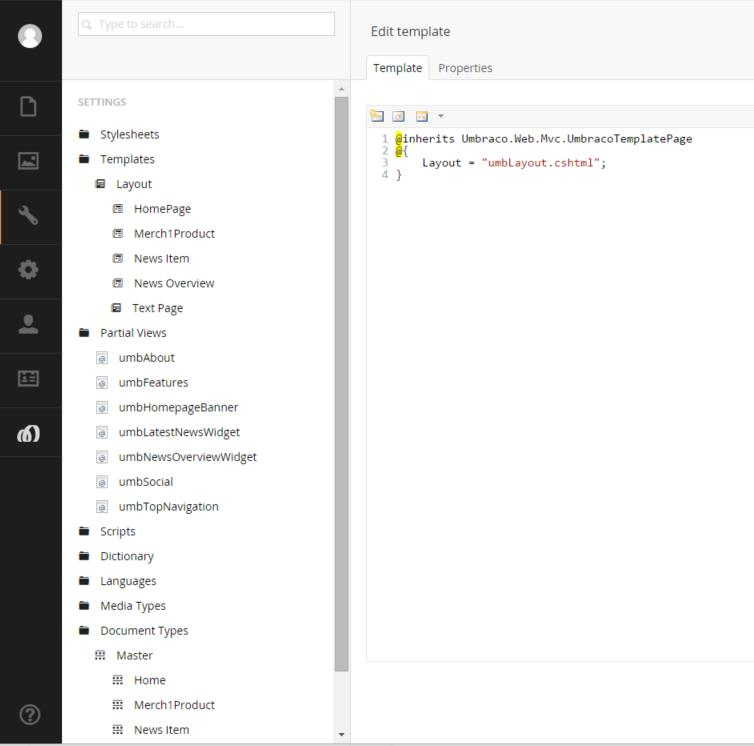 Type to search...
SETTINGS
Stylesheets
Templates
Layout
HomePage
Merch1Product
News Item
News Overview
Text Page
Partial Views
umbAbout
umbFeatures
umbHomepageBanner
umbLatestNewsWidget
umbNewsOverviewWidget
umbSocial
umbTopNavigation
Scripts
Dictionary
Languages
Media Types
Document Types
Master
Home
Merch1Product
News Item
Edit template
Template Properties
1 @inherits Umbraco.Web.Mvc.UmbracoTemplatePage
2 @{
3 Layout = "umbLayout.cshtml";
4 }